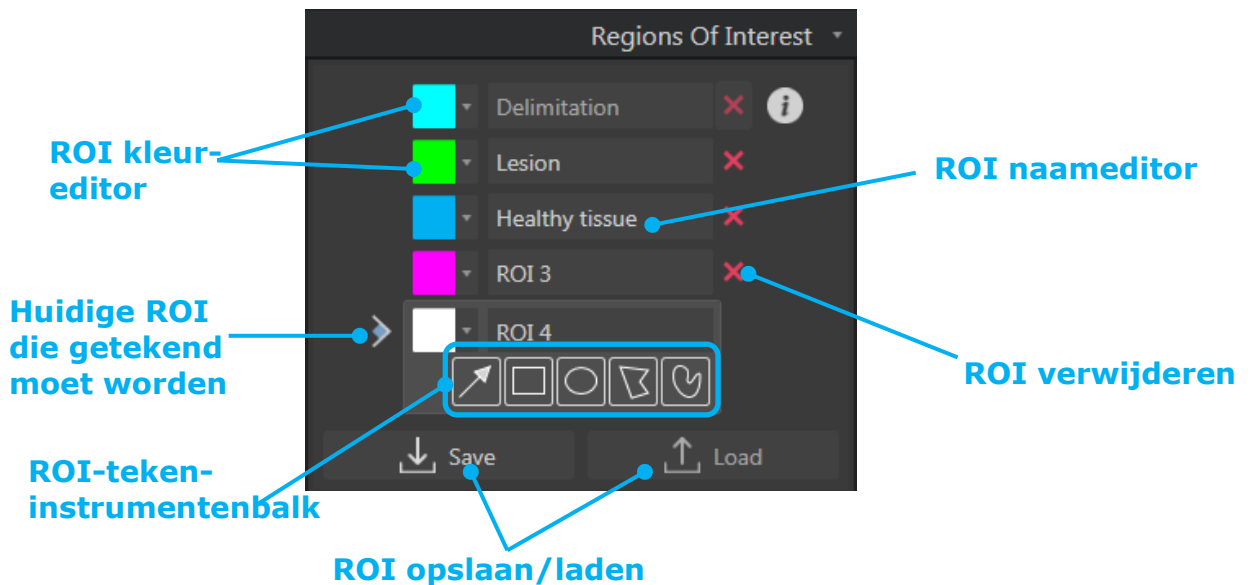 Regions Of Interest
Delimitation
i
ROI kleur-
editor
Lesion
ROI naameditor
Healthy tissue
ROI 3
Huidige ROI
die getekend
moet worden
ROI 4
ROI verwijderen
Save
Load
ROI-teken-
instrumentenbalk
ROI opslaan/laden